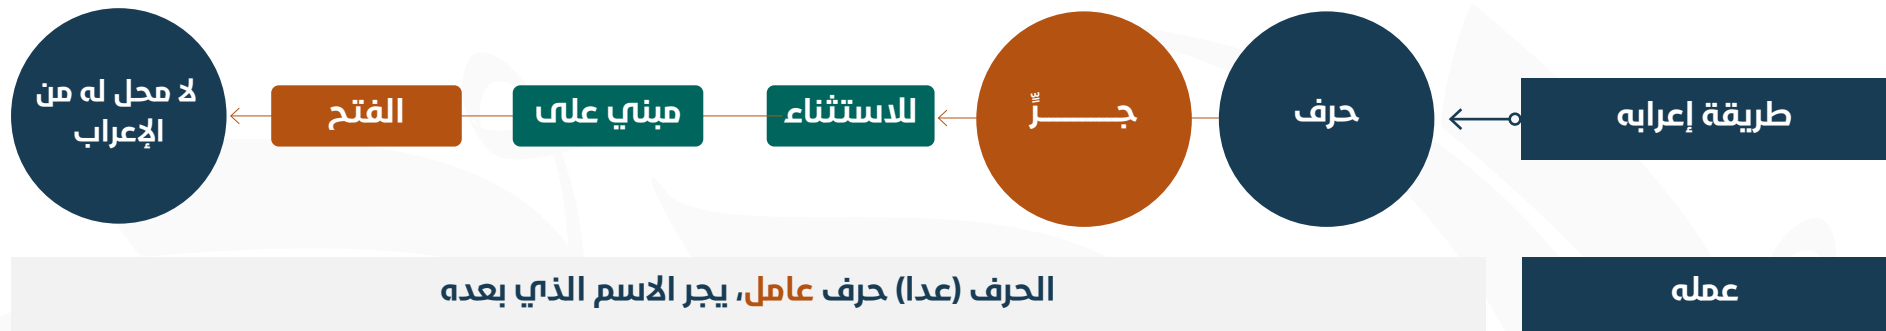 طريقة إعرابه
حرف
جـــــرٍّ
للاستثناء
مبني على
الفتح
لا محل له من
الإعراب
عمله
الحرف (عدا) حرف عامل، يجر الاسم الذي بعده